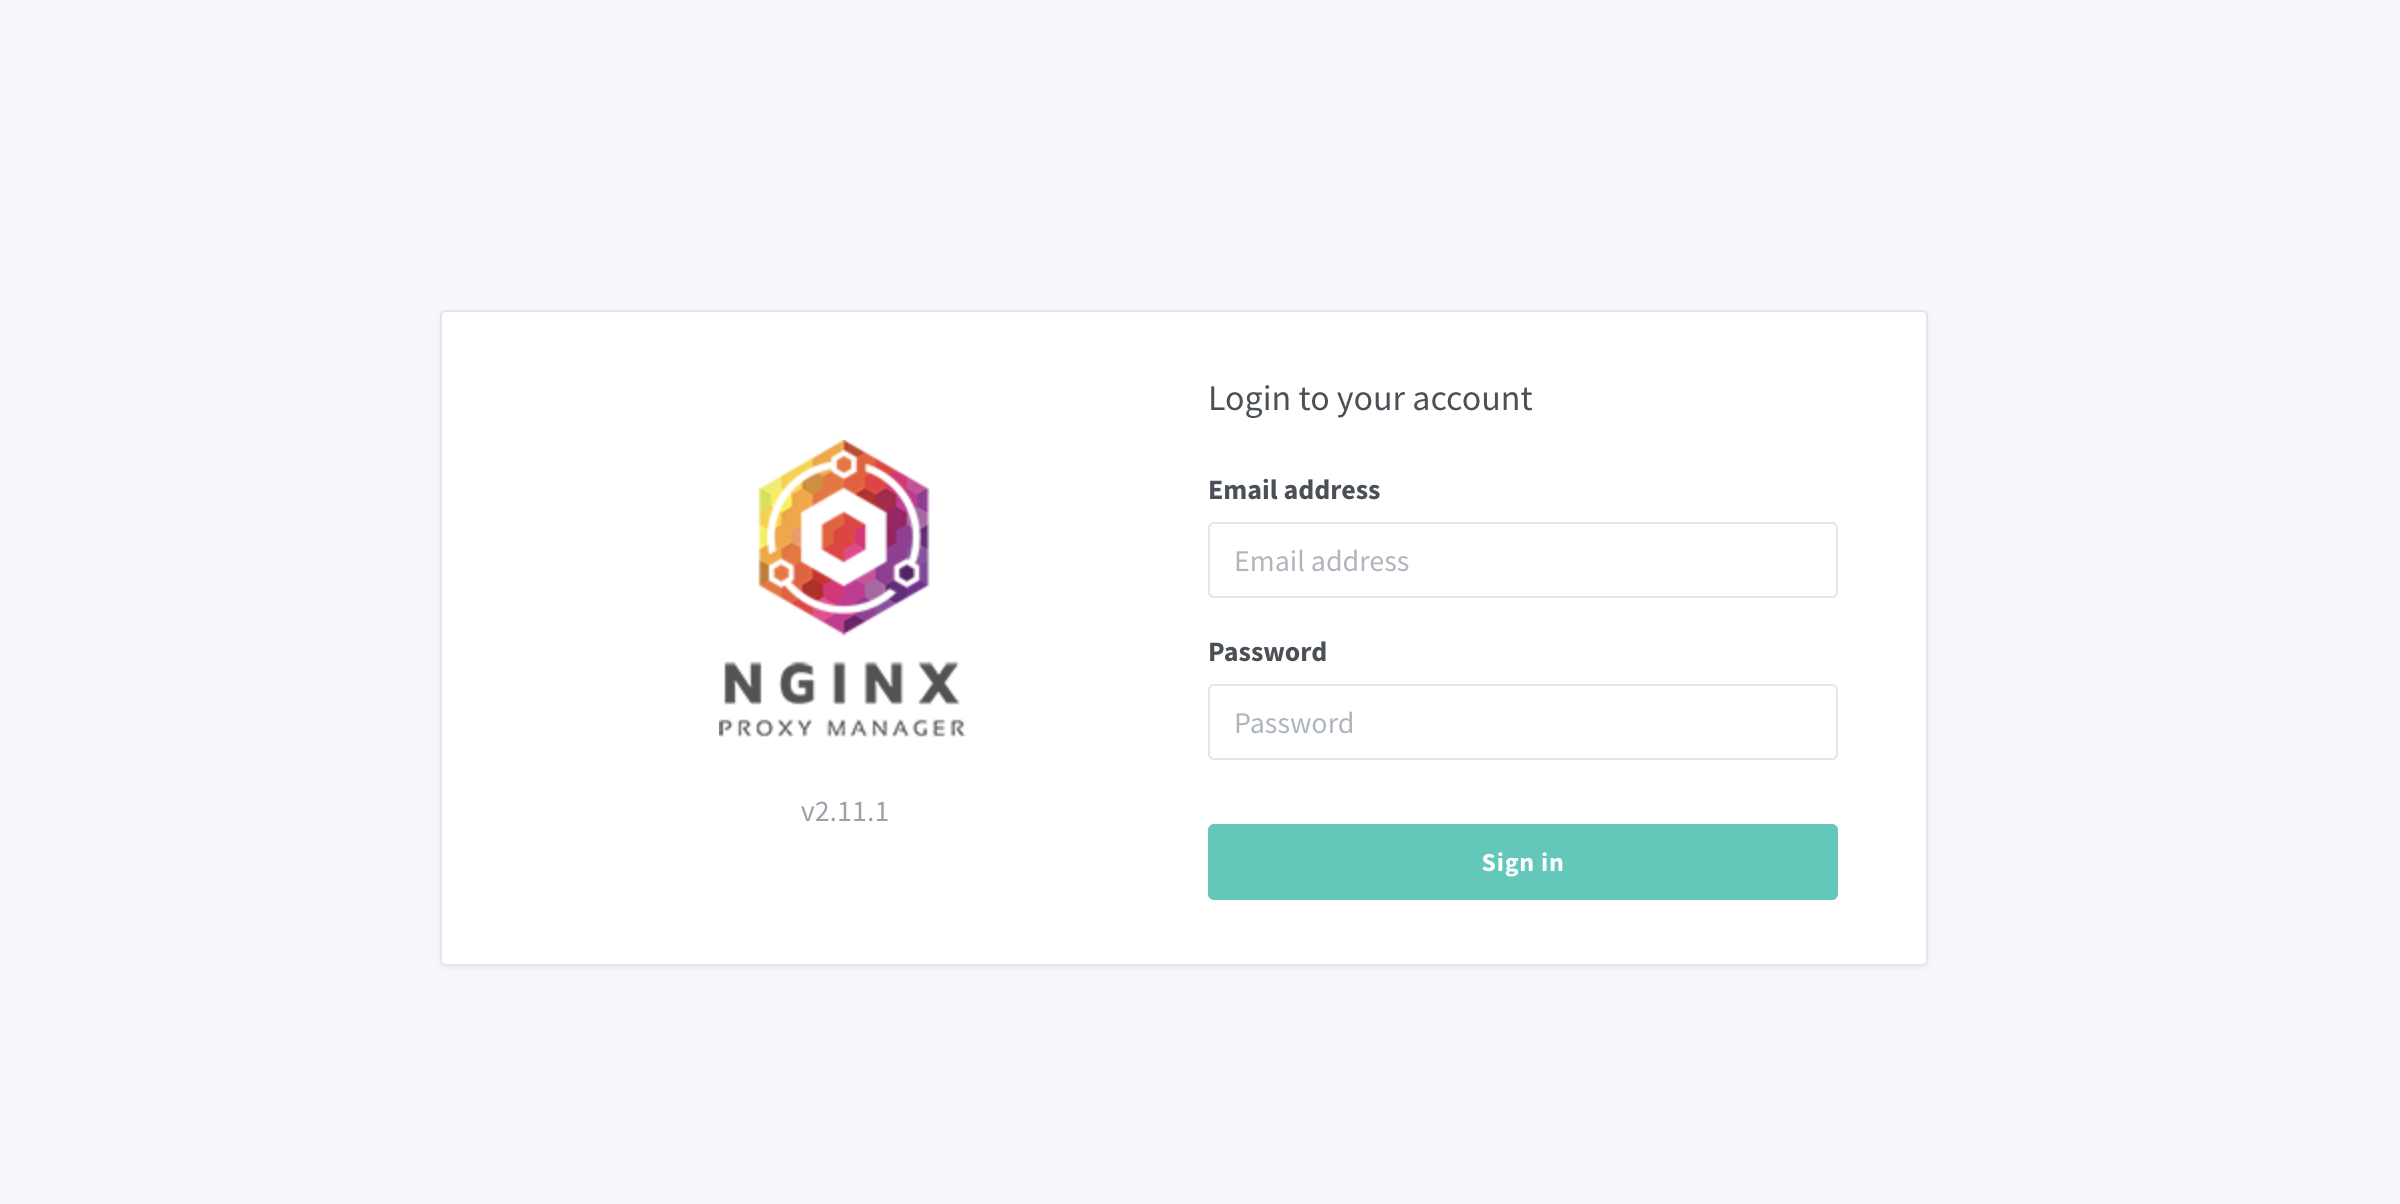 NGINX
PROXY MANAGER
v2.11.1
Login to your account
Email address
Email address
Password
Password
Sign in